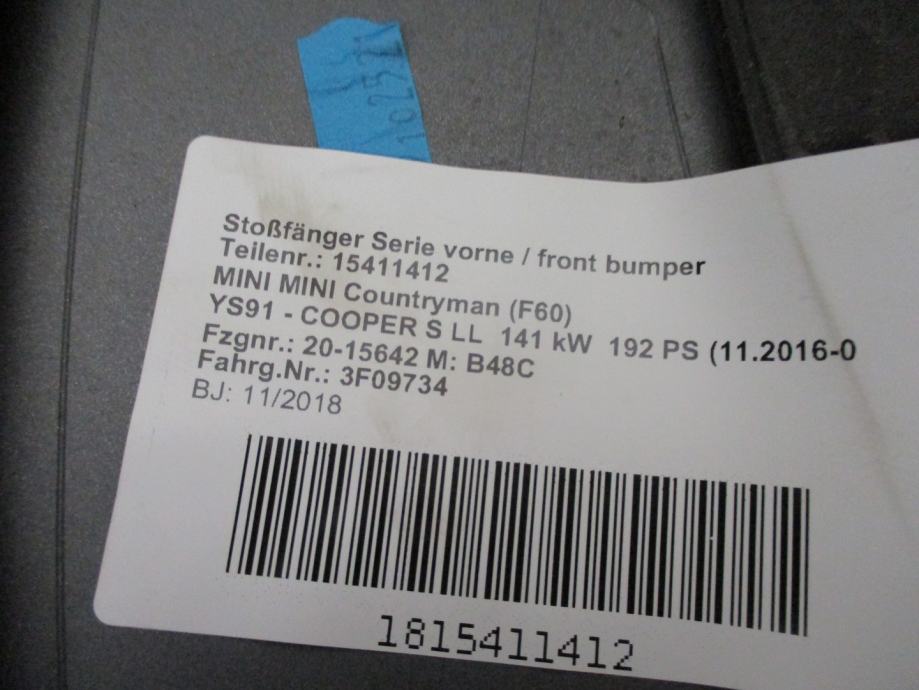 Stoßfänger Serie vorne / front bumper
Teilenr.: 15411412
MINI MINI Countryman (F60)
YS91 - COOPER S LL 141 kW 192 PS (11.2016-0
Fzgnr.: 20-15642 M: B48C
Fahrg.Nr.: 3F09734
BJ: 11/2018
1815411412